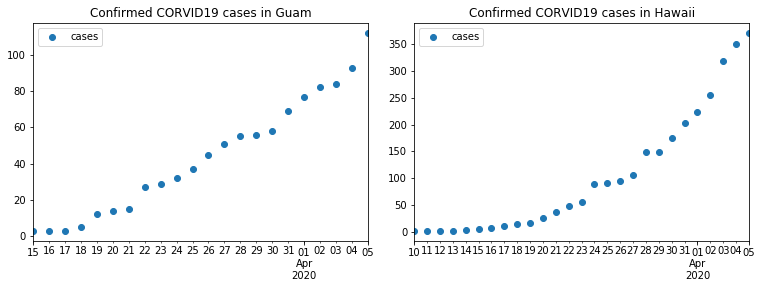 Confirmed CORVID19 cases in Guam
cases
100
80
60
40
20
0
15 16 17 18 19 20 21 22 23 24 25 26 27 28 29 30 31 01 02 03 04 05
Apr
2020
Confirmed CORVID19 cases in Hawaii
cases
350
300
250
200
150
100
50
0
10 11 12 13 14 15 16 17 18 19 20 21 22 23 24 25 26 27 28 29 30 31 01 02 03 04 05
Apr
2020